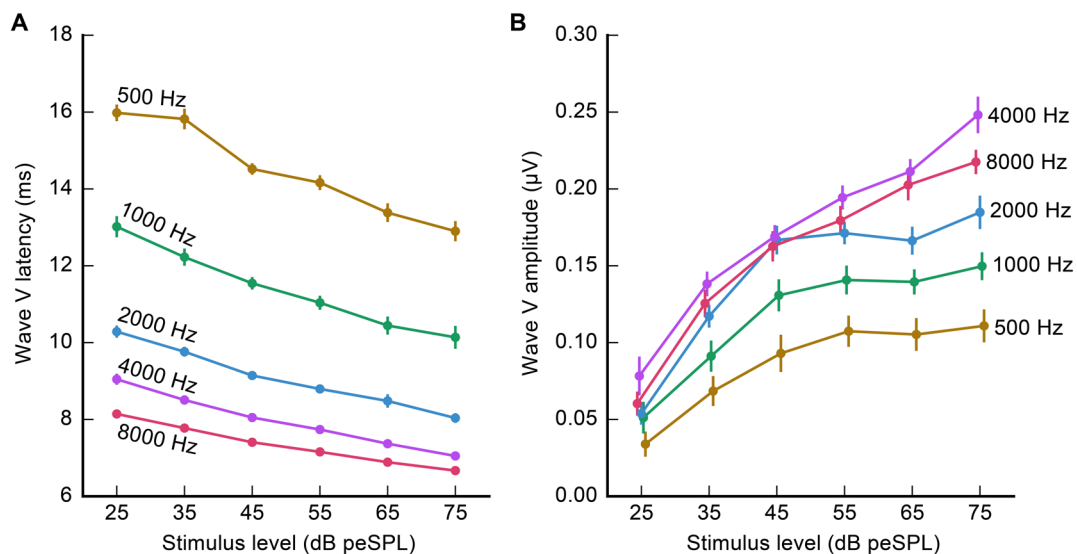 A
18
16
14
12
10
8
6
Wave V latency (ms)
500 Hz
1000 Hz
2000 Hz
4000 Hz
8000 Hz
25 35 45 55 65 75
Stimulus level (dB peSPL)
B
0.30
0.25
0.20
0.15
0.10
0.05
0.00
Wave V amplitude (μV)
4000 Hz
8000 Hz
2000 Hz
1000 Hz
500 Hz
25 35 45 55 65 75
Stimulus level (dB peSPL)